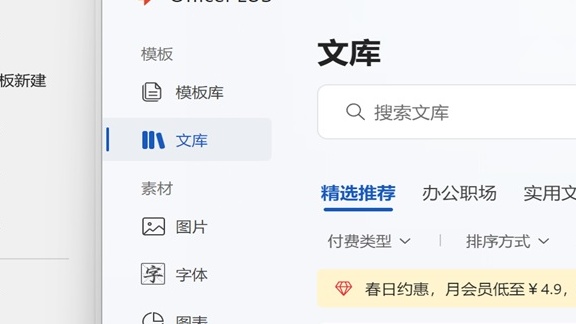 文库
模板
板新建
模板库
搜索文库
文库
素材
精选推荐 办公职场 实用文
图片
付费类型 排序方式
字体
春日约惠，月会员低至￥4.9，
图表